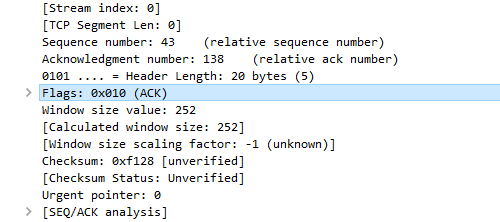 [Stream index: 0]
[TCP Segment Len: 0]
Sequence number: 43    (relative sequence number)
Acknowledgment number: 138    (relative ack number)
0101 .... = Header Length: 20 bytes (5)
Flags: 0x010 (ACK)
Window size value: 252
[Calculated window size: 252]
[Window size scaling factor: -1 (unknown)]
Checksum: 0xf128 [unverified]
[Checksum Status: Unverified]
Urgent pointer: 0
[SEQ/ACK analysis]